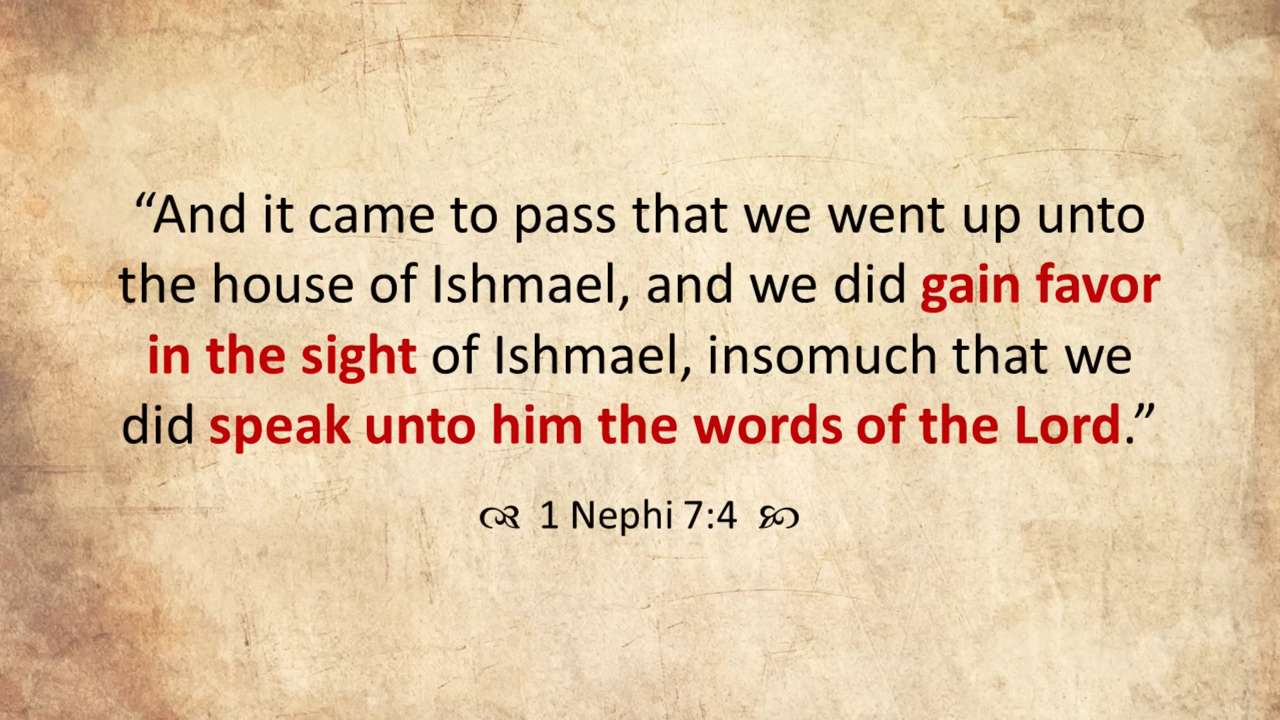 “And it came to pass that we went up unto
the house of Ishmael, and we did gain favor
in the sight of Ishmael, insomuch that we
did speak unto him the words of the Lord.”
1 Nephi 7:4